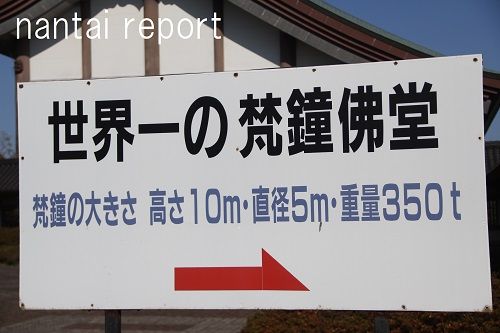 nantai report
世界一の梵鐘佛堂
梵鐘の大きさ 高さ10m・直径5m・重量350t